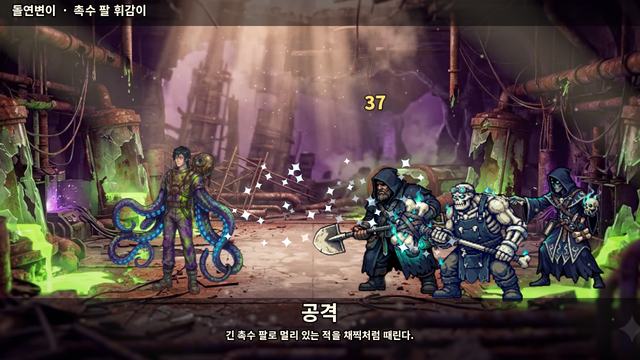 돌연변이 · 촉수 팔 휘감이
37
공격
긴 촉수 팔로 멀리 있는 적을 채찍처럼 때린다.